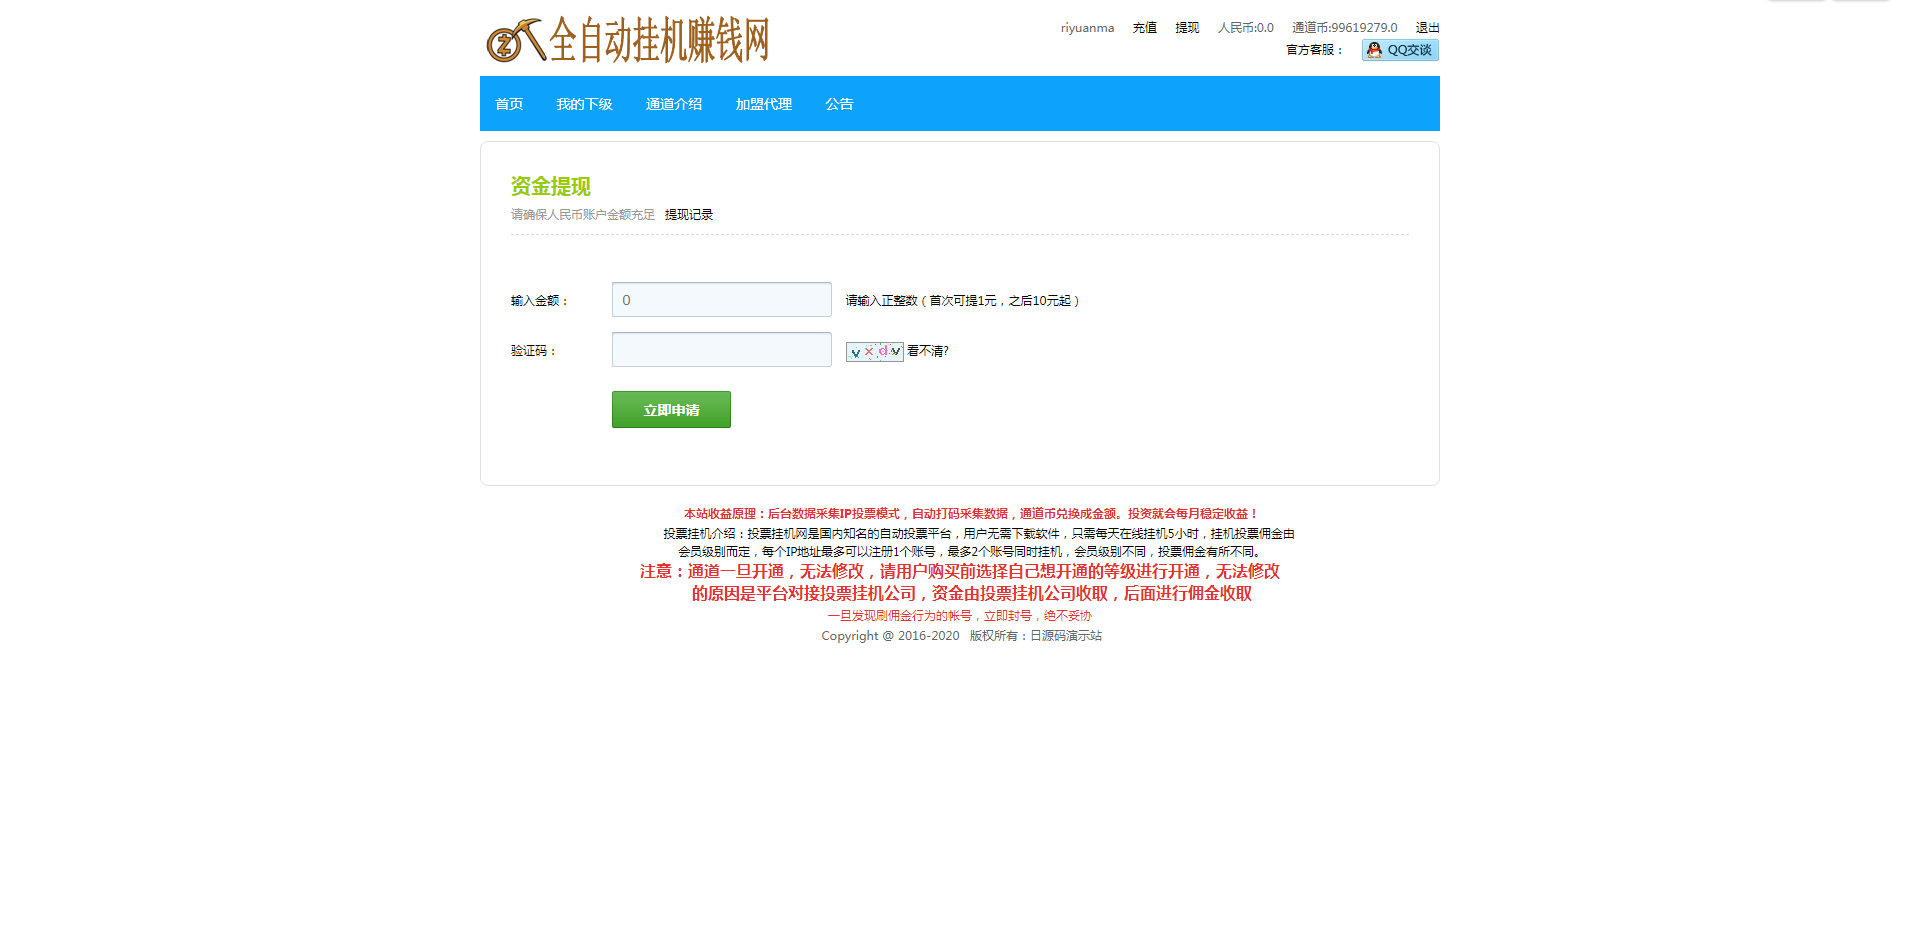 全自动挂机赚钱网
riyuanma 充值 提现 人民币:0.0 通道币:99619279.0 退出
官方客服： QQ交谈
首页 我的下级 通道介绍 加盟代理 公告
资金提现
请确保人民币账户金额充足 提现记录
输入金额： 0 请输入正整数（首次可提1元，之后10元起）
验证码： v x d v 看不清?
立即申请
本站收益原理：后台数据采集IP投票模式，自动打码采集数据，通道币兑换成金额。投资就会每月稳定收益！
投票挂机介绍：投票挂机网是国内知名的自动投票平台，用户无需下载软件，只需每天在线挂机5小时，挂机投票佣金由
会员级别而定，每个IP地址最多可以注册1个账号，最多2个账号同时挂机，会员级别不同，投票佣金有所不同。
注意：通道一旦开通，无法修改，请用户购买前选择自己想开通的等级进行开通，无法修改
的原因是平台对接投票挂机公司，资金由投票挂机公司收取，后面进行佣金收取
一旦发现刷佣金行为的帐号，立即封号，绝不妥协
Copyright @ 2016-2020 版权所有：日源码演示站